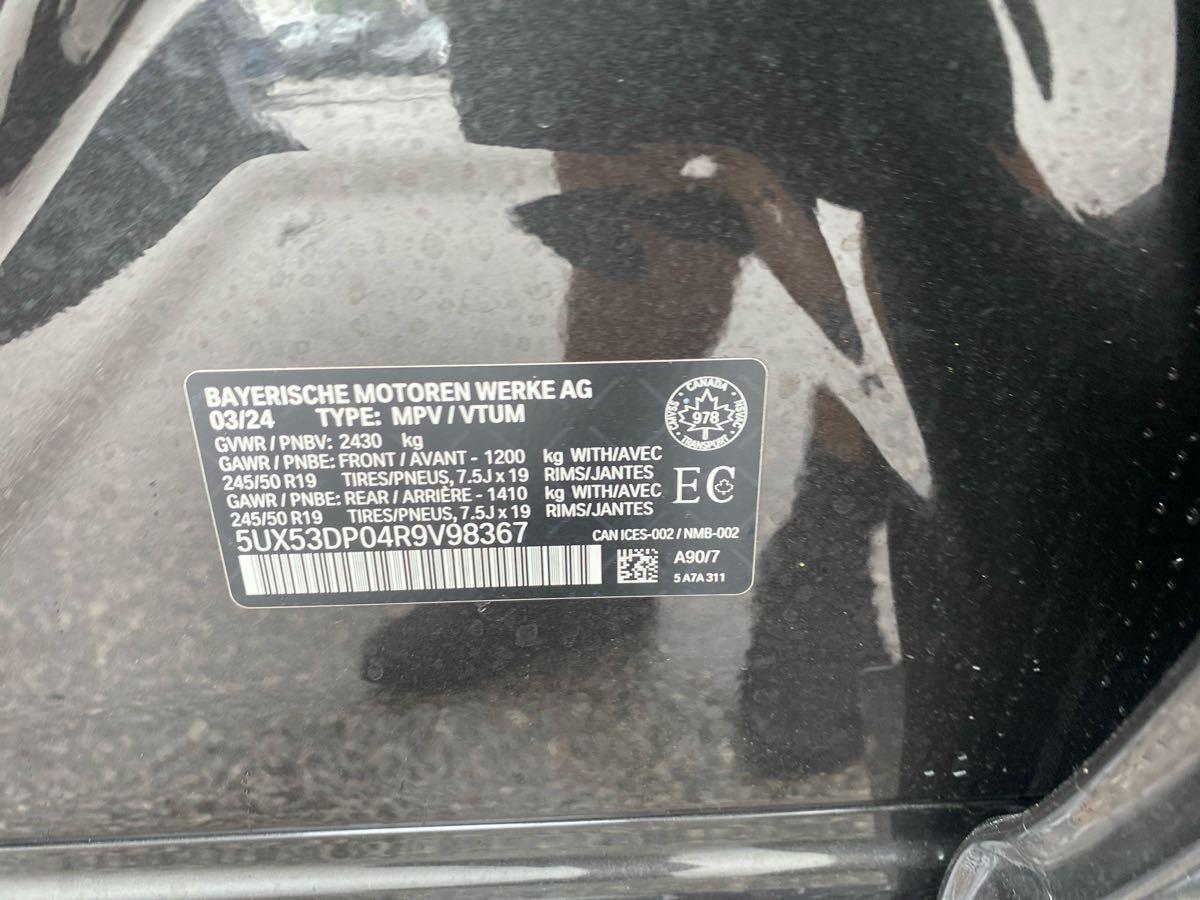 BAYERISCHE MOTOREN WERKE AG
03/24 TYPE: MPV / VTUM
GVWR / PNBV: 2430 kg
GAWR / PNBE: FRONT / AVANT - 1200 kg WITH/AVEC
245/50 R19 TIRES/PNEUS, 7.5J x 19 RIMS/JANTES
GAWR / PNBE: REAR / ARRIÈRE - 1410 kg WITH/AVEC
245/50 R19 TIRES/PNEUS, 7.5J x 19 RIMS/JANTES
5UX53DP04R9V98367
CANADA
CMVSS
978
NSVAC
TRANSPORT
EC
CAN ICES-002 / NMB-002
A90/7
5 A7A 311